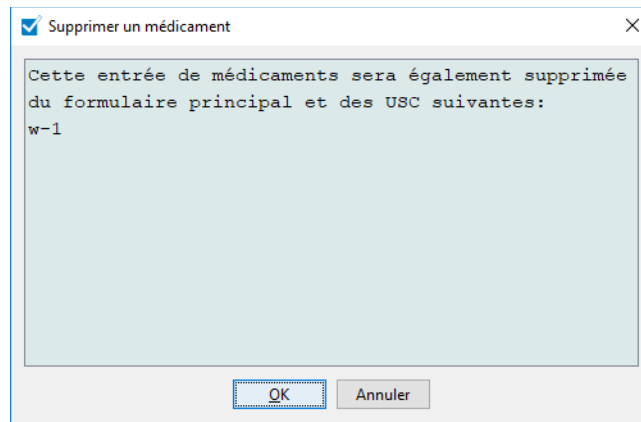 Supprimer un médicament
Cette entrée de médicaments sera également supprimée
du formulaire principal et des USC suivantes:
w-1
OK
Annuler